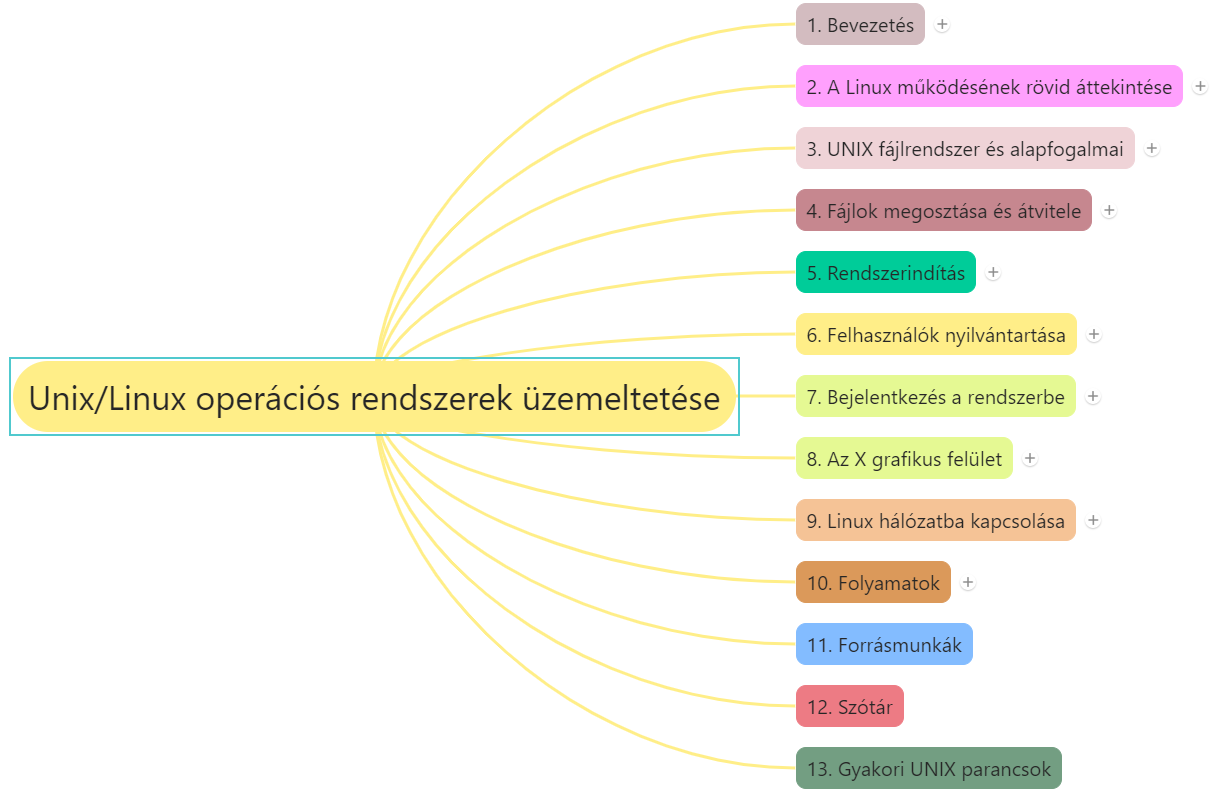 1. Bevezetés
2. A Linux működésének rövid áttekintése
3. UNIX fájlrendszer és alapfogalmai
4. Fájlok megosztása és átvitele
5. Rendszerindítás
6. Felhasználók nyilvántartása
Unix/Linux operációs rendszerek üzemeltetése
7. Bejelentkezés a rendszerbe
8. Az X grafikus felület
9. Linux hálózatba kapcsolása
10. Folyamatok
11. Forrásmunkák
12. Szótár
13. Gyakori UNIX parancsok